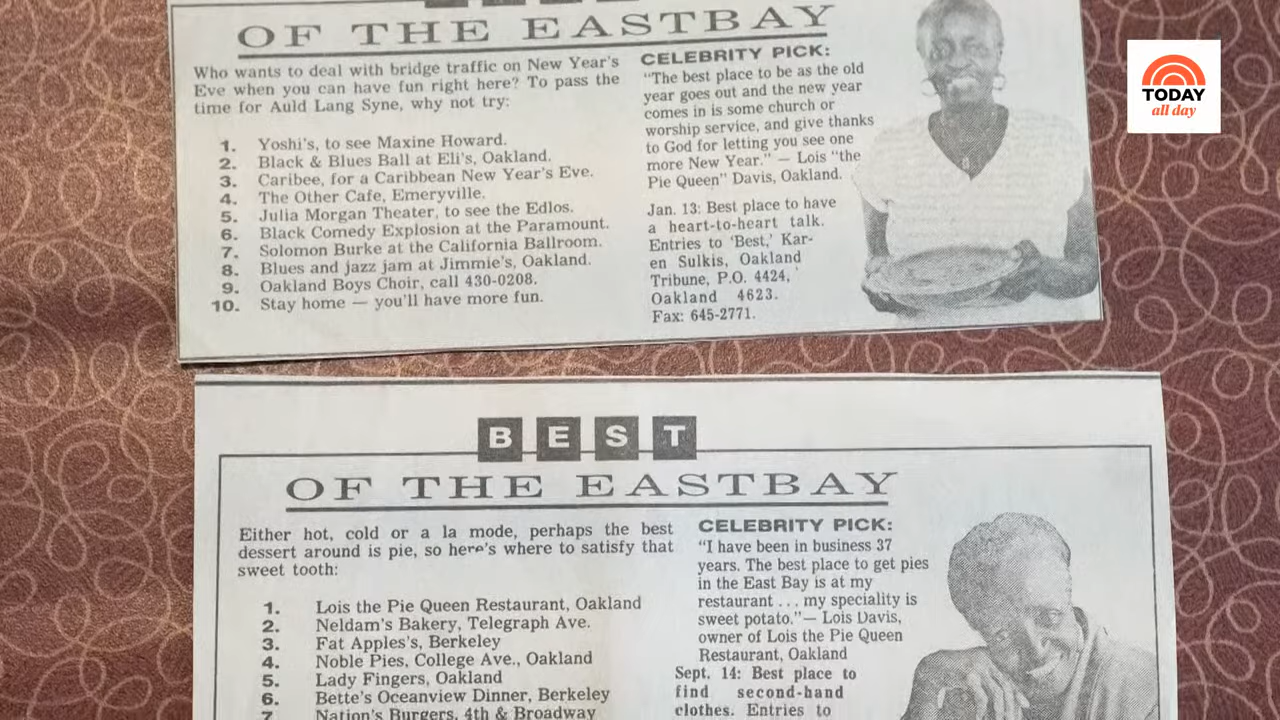 OF THE EASTBAY
Who wants to deal with bridge traffic on New Year's
Eve when you can have fun right here? To pass the
time for Auld Lang Syne, why not try:
1. Yoshi's, to see Maxine Howard.
2. Black & Blues Ball at Eli's, Oakland.
3. Caribee, for a Caribbean New Year's Eve.
4. The Other Cafe, Emeryville.
5. Julia Morgan Theater, to see the Edlos.
6. Black Comedy Explosion at the Paramount.
7. Solomon Burke at the California Ballroom.
8. Blues and jazz jam at Jimmie's, Oakland.
9. Oakland Boys Choir, call 430-0208.
10. Stay home — you'll have more fun.
CELEBRITY PICK:
"The best place to be as the old
year goes out and the new year
comes in is some church or
worship service, and give thanks
to God for letting you see one
more New Year." — Lois "the
Pie Queen" Davis, Oakland.
Jan. 13: Best place to have
a heart-to-heart talk.
Entries to 'Best,' Kar-
en Sulkis, Oakland
Tribune, P.O. 4424,
Oakland 4623.
Fax: 645-2771.
TODAY
all day
BEST
OF THE EASTBAY
Either hot, cold or a la mode, perhaps the best
dessert around is pie, so here's where to satisfy that
sweet tooth:
1. Lois the Pie Queen Restaurant, Oakland
2. Neldam's Bakery, Telegraph Ave.
3. Fat Apples's, Berkeley
4. Noble Pies, College Ave., Oakland
5. Lady Fingers, Oakland
6. Bette's Oceanview Dinner, Berkeley
7. Nation's Burgers, 4th & Broadway
CELEBRITY PICK:
"I have been in business 37
years. The best place to get pies
in the East Bay is at my
restaurant . . . my speciality is
sweet potato."— Lois Davis,
owner of Lois the Pie Queen
Restaurant, Oakland
Sept. 14: Best place to
find second-hand
clothes. Entries to